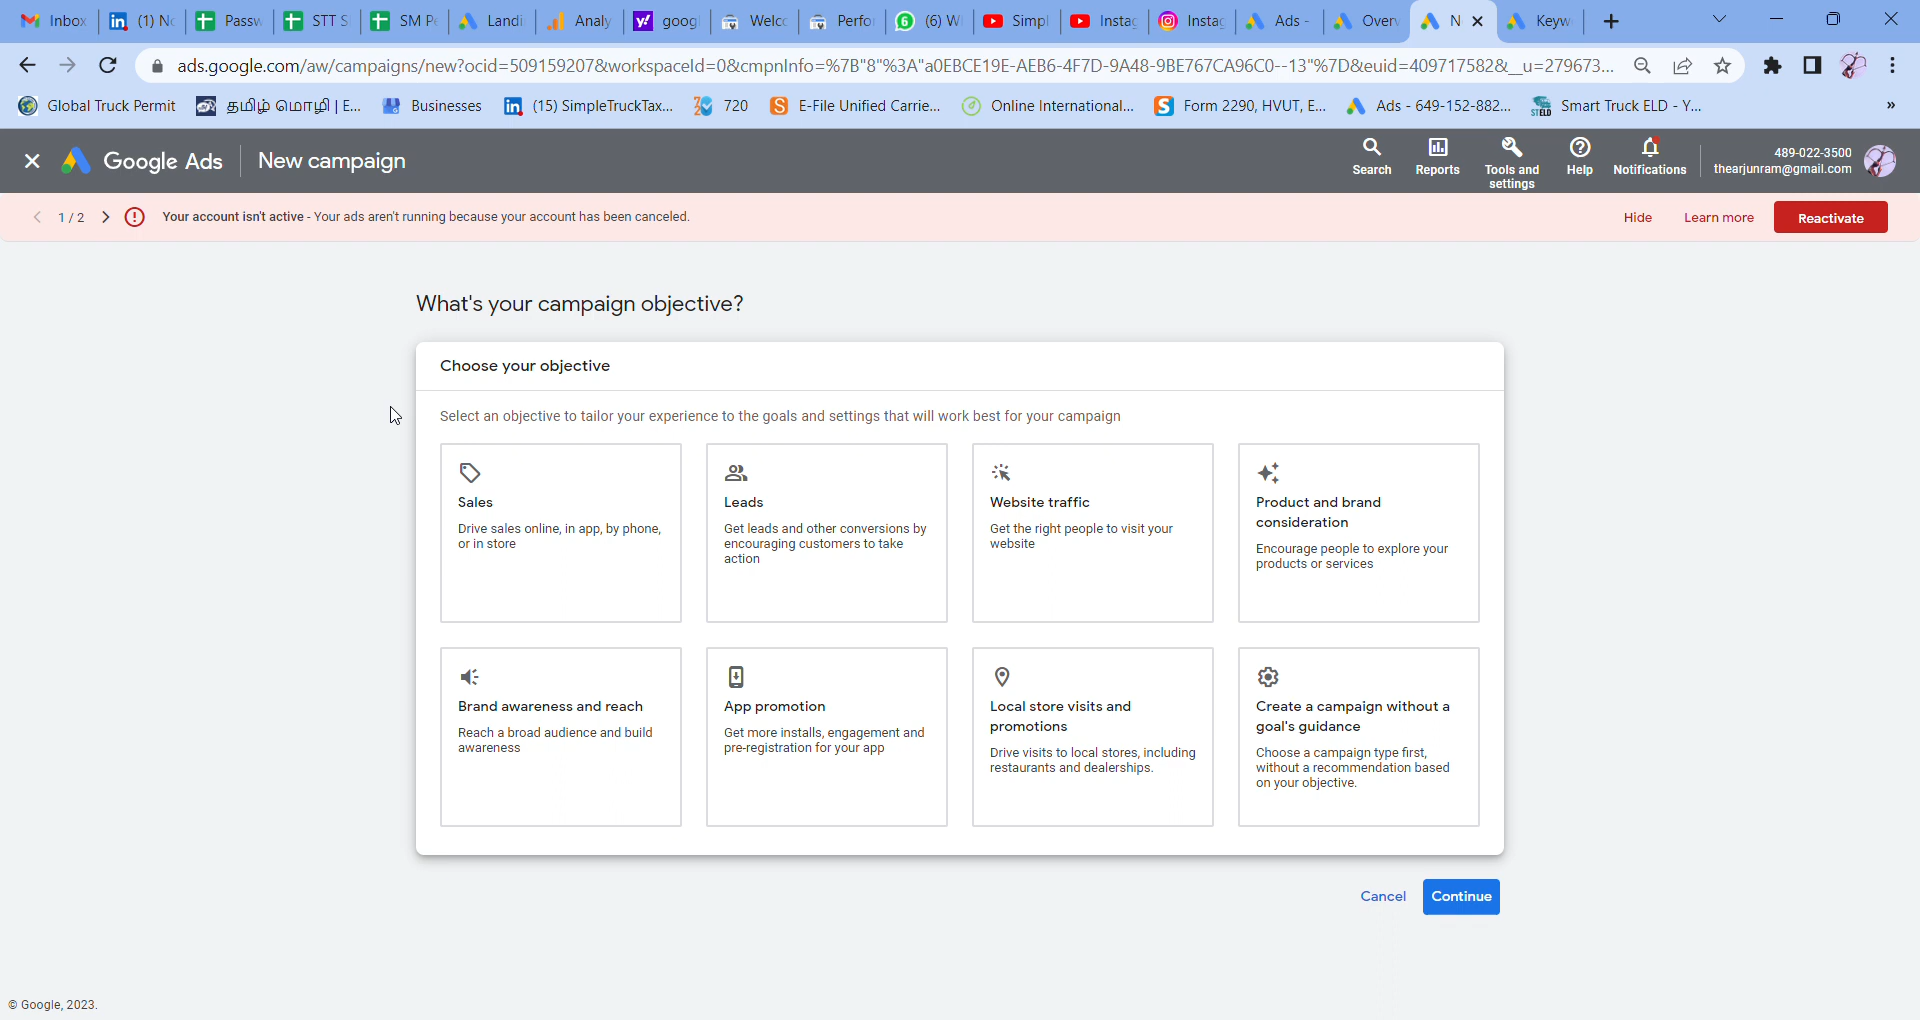 Inbox
(1) No
Passw
STT S
SM Pe
Landi
Analy
goog
Welco
Perfor
(6) W
Simpl
Instag
Instag
Ads -
Overv
N
Keyw
ads.google.com/aw/campaigns/new?ocid=509159207&workspaceId=0&cmpnInfo=%7B"8"%3A"a0EBCE19E-AEB6-4F7D-9A48-9BE767CA96C0--13"%7D&euid=409717582&__u=279673...
Global Truck Permit
தமிழ் மொழி | E...
Businesses
(15) SimpleTruckTax...
720
E-File Unified Carrie...
Online International...
Form 2290, HVUT, E...
Ads - 649-152-882...
Smart Truck ELD - Y...
»
Google Ads
New campaign
Search
Reports
Tools and
settings
Help
Notifications
489-022-3500
thearjunram@gmail.com
1 / 2
Your account isn't active - Your ads aren't running because your account has been canceled.
Hide
Learn more
Reactivate
What's your campaign objective?
Choose your objective
Select an objective to tailor your experience to the goals and settings that will work best for your campaign
Sales
Drive sales online, in app, by phone,
or in store
Leads
Get leads and other conversions by
encouraging customers to take
action
Website traffic
Get the right people to visit your
website
Product and brand
consideration
Encourage people to explore your
products or services
Brand awareness and reach
Reach a broad audience and build
awareness
App promotion
Get more installs, engagement and
pre-registration for your app
Local store visits and
promotions
Drive visits to local stores, including
restaurants and dealerships.
Create a campaign without a
goal's guidance
Choose a campaign type first,
without a recommendation based
on your objective.
Cancel
Continue
© Google, 2023.